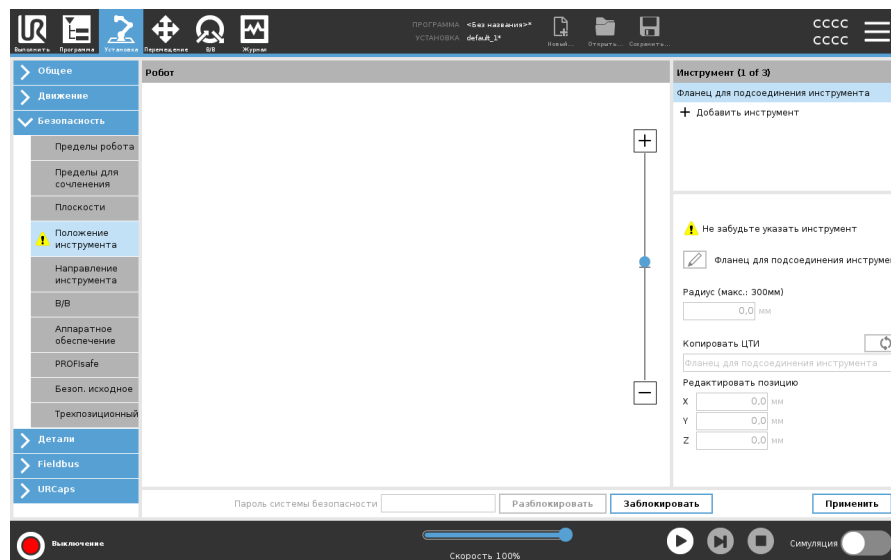 ПРОГРАММА <Без названия>*
УСТАНОВКА default_1*
CCCC
CCCC
Выполнить Программа Установка Перемещение В/В Журнал Новый... Открыть... Сохранить...
Общее
Движение
Безопасность
Пределы робота
Пределы для
сочленения
Плоскости
Положение
инструмента
Направление
инструмента
В/В
Аппаратное
обеспечение
PROFIsafe
Безоп. исходное
Трехпозиционный
Детали
Fieldbus
URCaps
Робот
Инструмент (1 of 3)
Фланец для подсоединения инструмента
Добавить инструмент
Не забудьте указать инструмент
Фланец для подсоединения инструме
Радиус (макс.: 300мм)
0,0 мм
Копировать ЦТИ
Фланец для подсоединения инструмента
Редактировать позицию
X 0,0 мм
Y 0,0 мм
Z 0,0 мм
Пароль системы безопасности Разблокировать Заблокировать Применить
Выключение
Скорость 100%
Симуляция